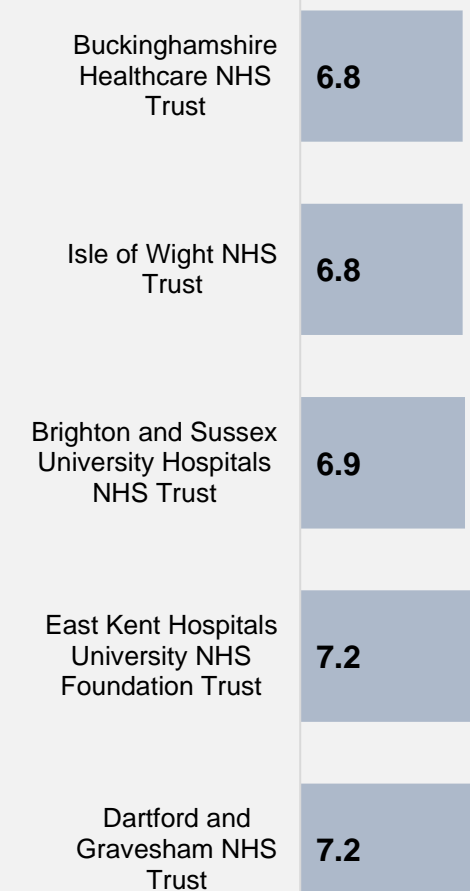 Buckinghamshire
Healthcare NHS
Trust
6.8
Isle of Wight NHS
Trust
6.8
Brighton and Sussex
University Hospitals
NHS Trust
6.9
East Kent Hospitals
University NHS
Foundation Trust
7.2
Dartford and
Gravesham NHS
Trust
7.2